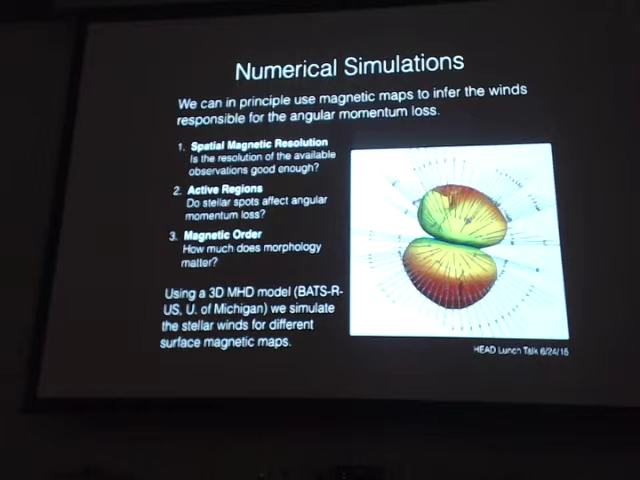 Numerical Simulations
We can in principle use magnetic maps to infer the winds
responsible for the angular momentum loss.
1. Spatial Magnetic Resolution
Is the resolution of the available
observations good enough?
2. Active Regions
Do stellar spots affect angular
momentum loss?
3. Magnetic Order
How much does morphology
matter?
Using a 3D MHD model (BATS-R-
US, U. of Michigan) we simulate
the stellar winds for different
surface magnetic maps.
HEAD Lunch Talk 6/24/15